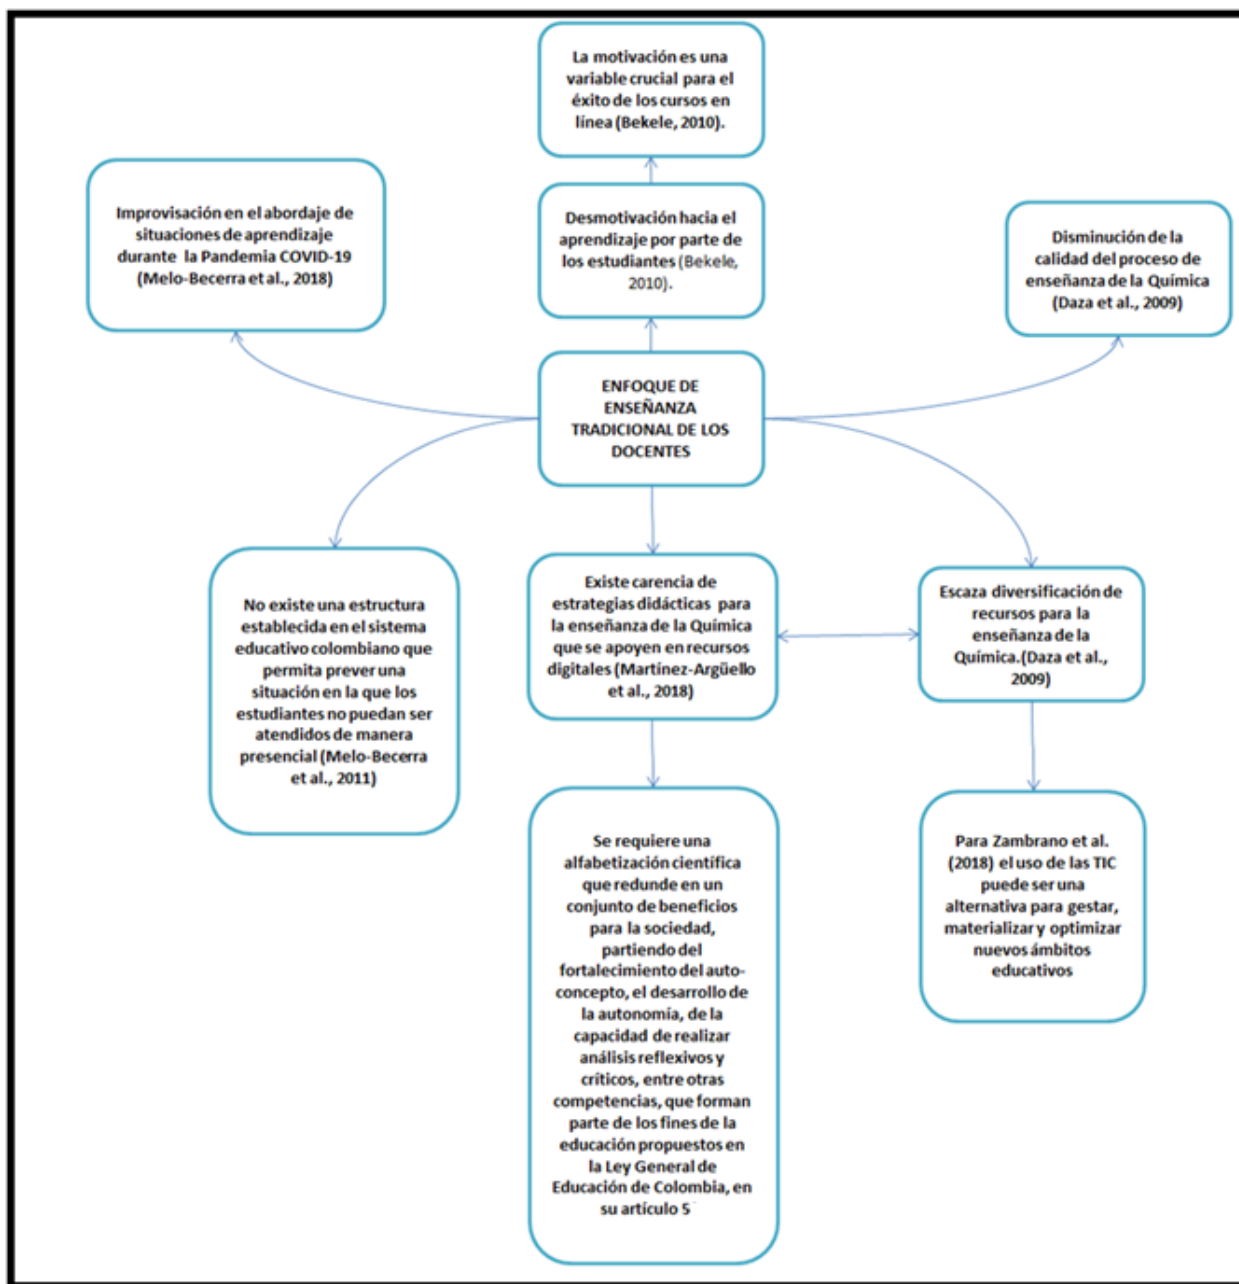 La motivación es una
variable crucial para el
éxito de los cursos en
línea (Bekele, 2010).
Improvisación en el abordaje de
situaciones de aprendizaje
durante la Pandemia COVID-19
(Melo-Becerra et al., 2018)
Desmotivación hacia el
aprendizaje por parte de
los estudiantes (Bekele,
2010).
Disminución de la
calidad del proceso de
enseñanza de la Química
(Daza et al., 2009)
ENFOQUE DE
ENSEÑANZA
TRADICIONAL DE LOS
DOCENTES
No existe una estructura
establecida en el sistema
educativo colombiano que
permita prever una
situación en la que los
estudiantes no puedan ser
atendidos de manera
presencial (Melo-Becerra
et al., 2011)
Existe carencia de
estrategias didácticas para
la enseñanza de la Química
que se apoyen en recursos
digitales (Martínez-Argüello
et al., 2018)
Escaza diversificación de
recursos para la
enseñanza de la
Química.(Daza et al.,
2009)
Se requiere una
alfabetización científica
que redunde en un
conjunto de beneficios
para la sociedad,
partiendo del
fortalecimiento del auto-
concepto, el desarrollo de
la autonomía, de la
capacidad de realizar
análisis reflexivos y
críticos, entre otras
competencias, que forman
parte de los fines de la
educación propuestos en
la Ley General de
Educación de Colombia, en
su artículo 5
Para Zambrano et al.
(2018) el uso de las TIC
puede ser una
alternativa para gestar,
materializar y optimizar
nuevos ámbitos
educativos